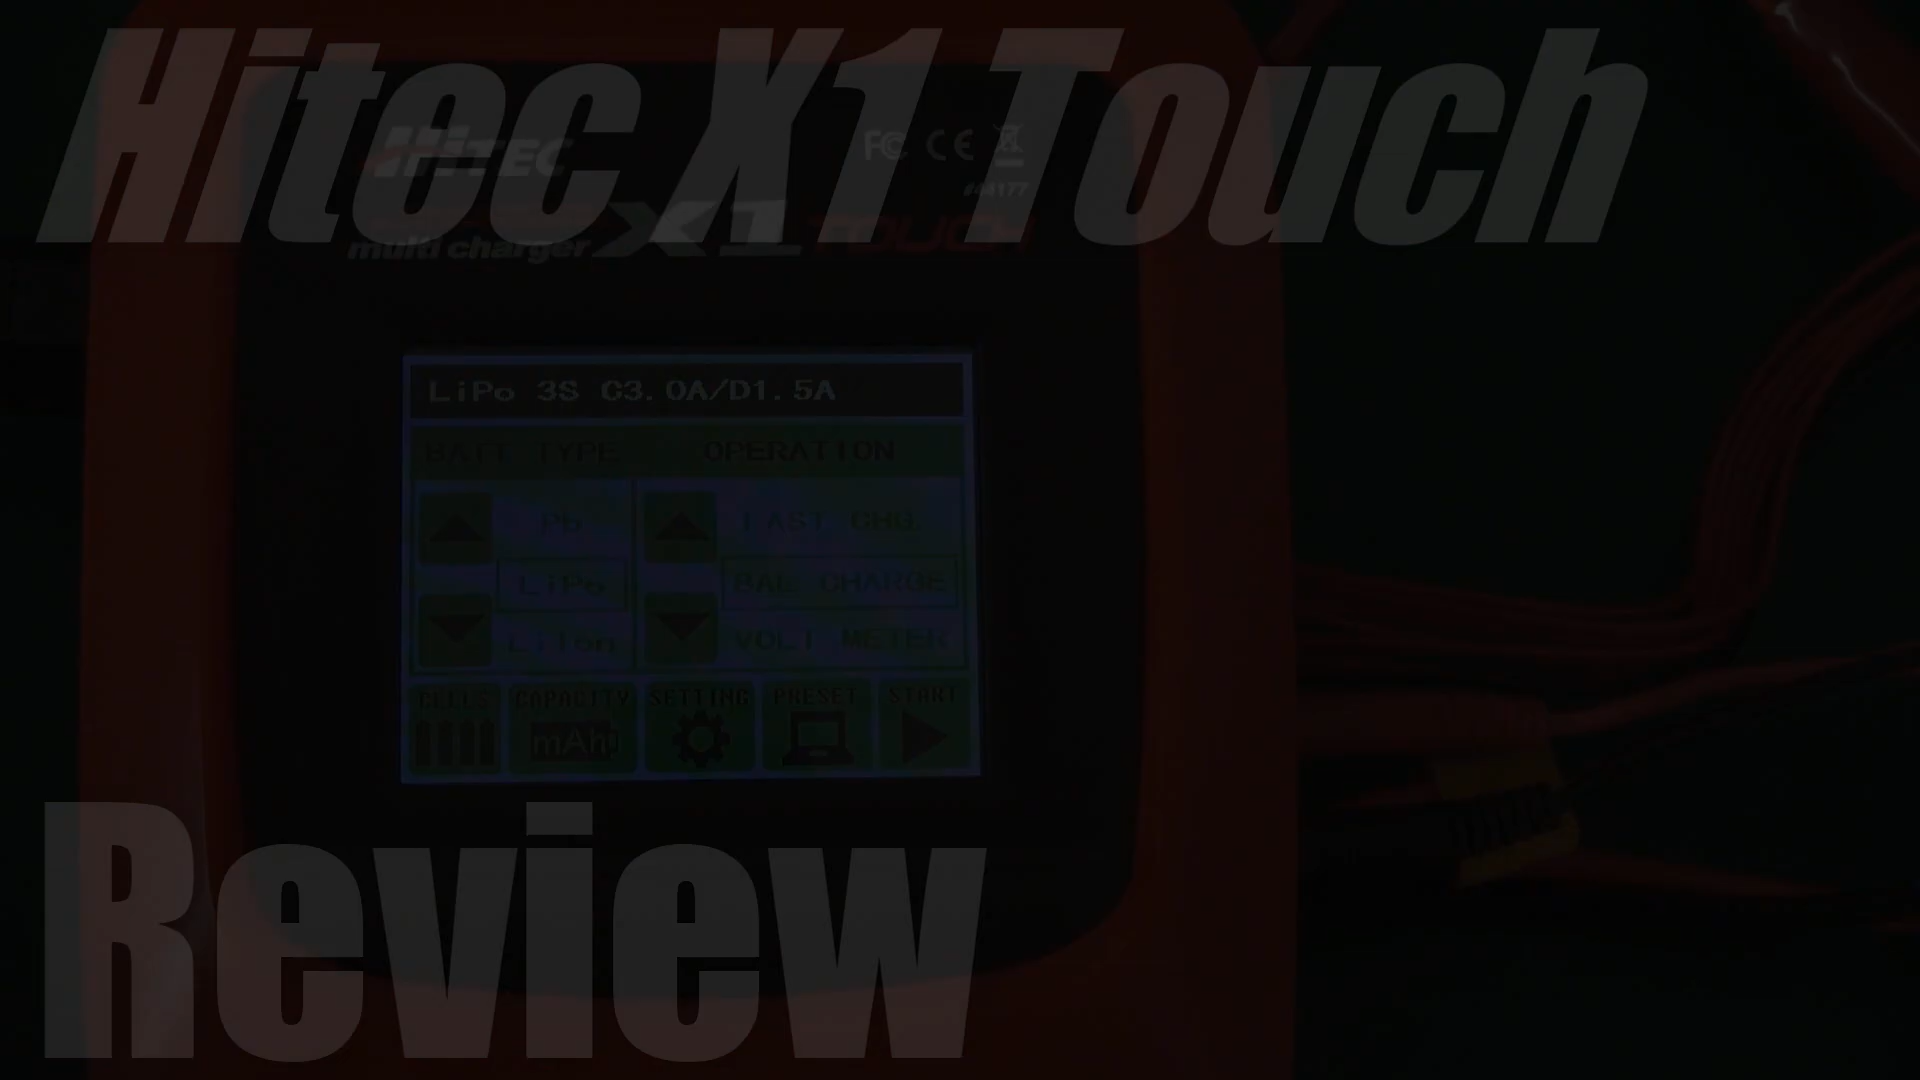 Hitec X1 Touch
HiTEC
FC CE
#44177
multi charger X1 TOUCH
LiPo 3S C3.0A/D1.5A
BATT TYPE OPERATION
Pb FAST CHG.
LiPo BAL CHARGE
LiIon VOLT METER
CELLS CAPACITY SETTING PRESET START
mAh
Review